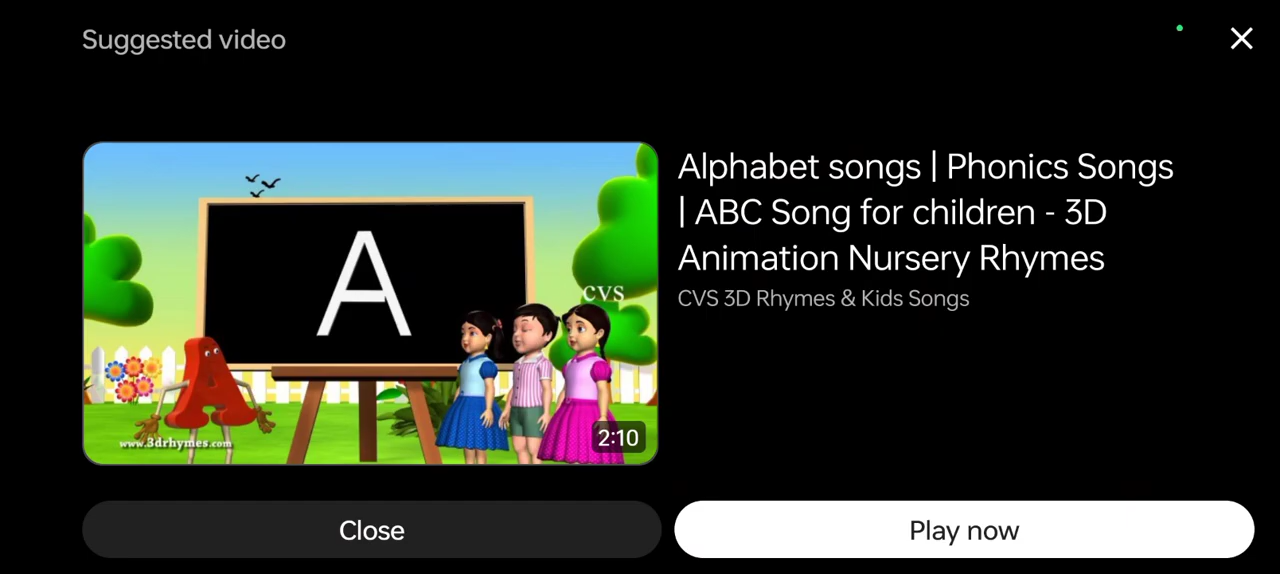 Suggested video
A
CVS
www.3drhymes.com
2:10
Alphabet songs | Phonics Songs
| ABC Song for children - 3D
Animation Nursery Rhymes
CVS 3D Rhymes & Kids Songs
Close
Play now